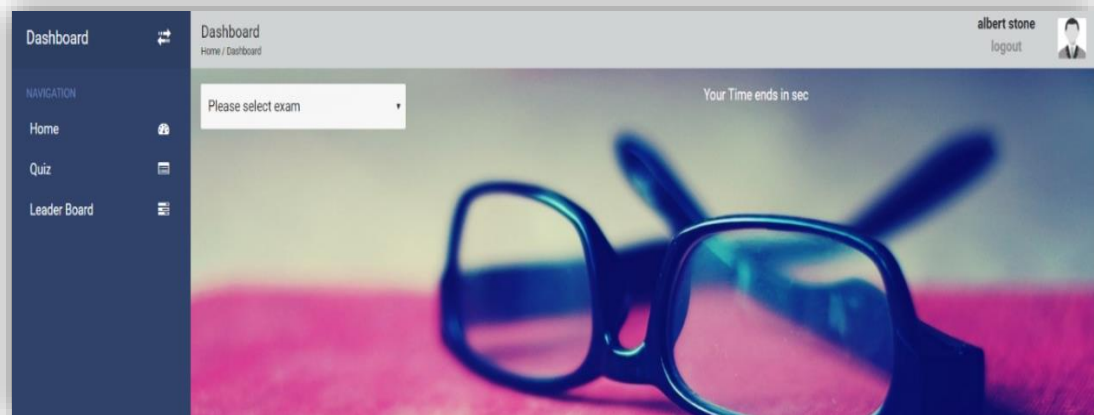 Dashboard
NAVIGATION
Home
Quiz
Leader Board
Dashboard
Home / Dashboard
albert stone
logout
Please select exam
Your Time ends in sec